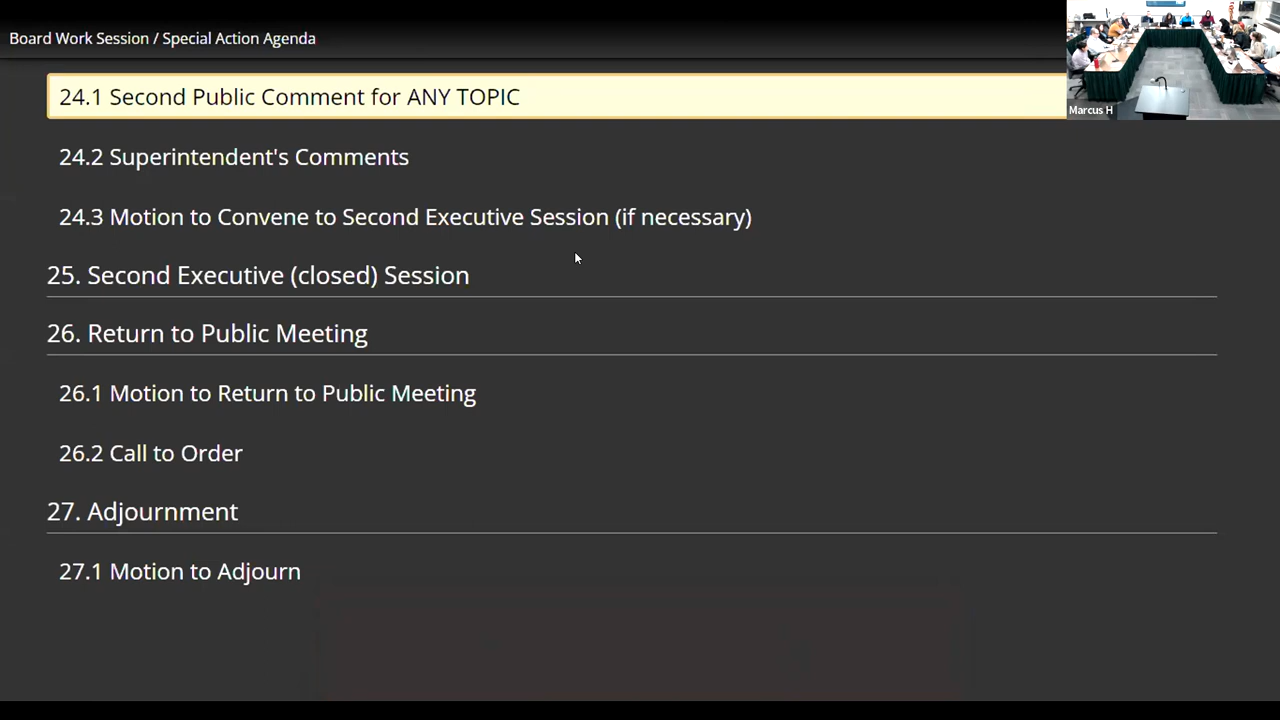 Board Work Session / Special Action Agenda
24.1 Second Public Comment for ANY TOPIC
Marcus H
24.2 Superintendent's Comments
24.3 Motion to Convene to Second Executive Session (if necessary)
25. Second Executive (closed) Session
26. Return to Public Meeting
26.1 Motion to Return to Public Meeting
26.2 Call to Order
27. Adjournment
27.1 Motion to Adjourn